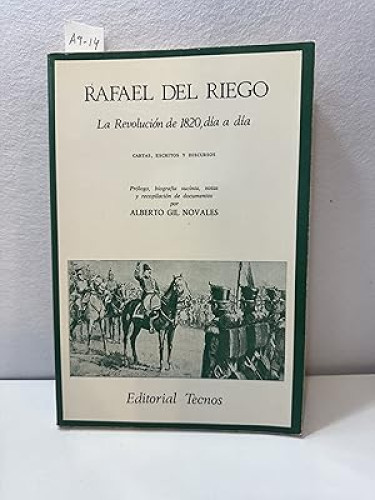 A9-14
RAFAEL DEL RIEGO
La Revolución de 1820, día a día
CARTAS, ESCRITOS Y DISCURSOS
Prólogo, biografía sucinta, notas
y recopilación de documentos
por
ALBERTO GIL NOVALES
Editorial Tecnos